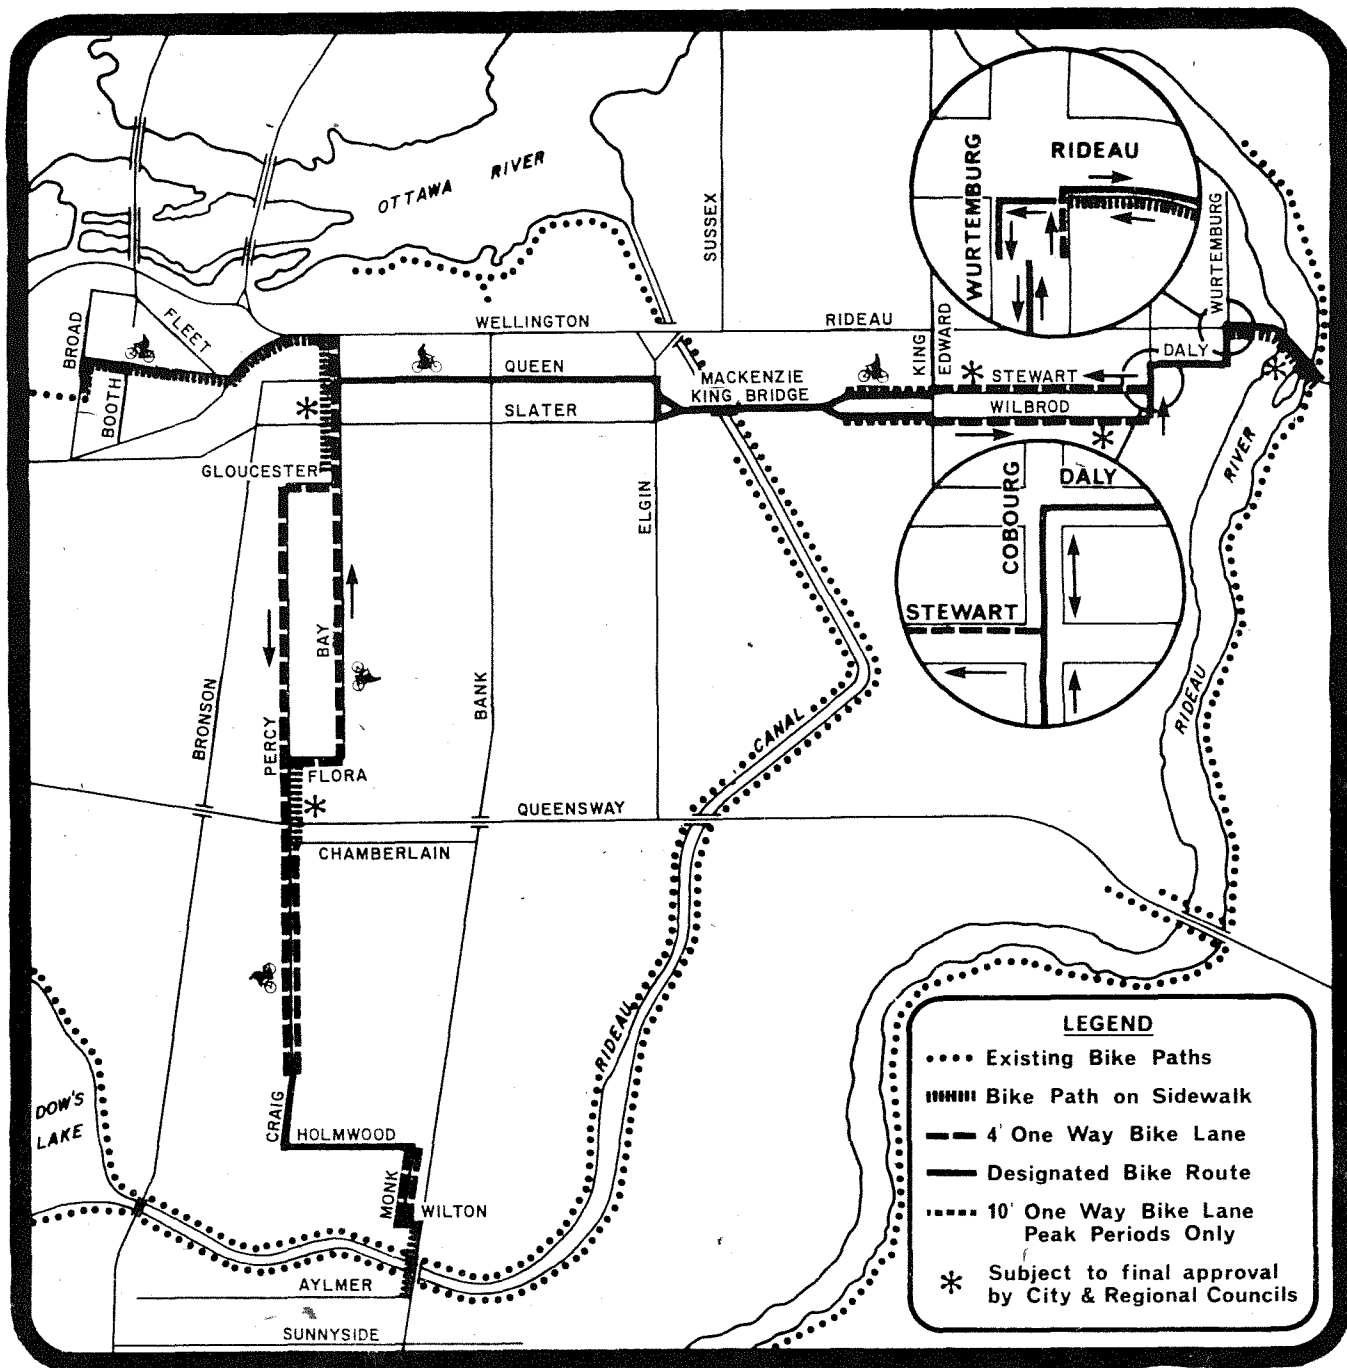 OTTAWA RIVER
SUSSEX
WURTEMBURG
RIDEAU
WURTEMBURG
BROAD
FLEET
BOOTH
WELLINGTON
RIDEAU
KING EDWARD
DALY
QUEEN
MACKENZIE
KING BRIDGE
STEWART
SLATER
WILBROD
GLOUCESTER
ELGIN
COBOURG
DALY
STEWART
RIVER
RIDEAU
BRONSON
PERCY
BAY
BANK
CANAL
FLORA
QUEENSWAY
CHAMBERLAIN
RIDEAU
DOW'S
LAKE
CRAIG
HOLMWOOD
MONK
WILTON
AYLMER
SUNNYSIDE
LEGEND
Existing Bike Paths
Bike Path on Sidewalk
4' One Way Bike Lane
Designated Bike Route
10' One Way Bike Lane
Peak Periods Only
* Subject to final approval
by City & Regional Councils